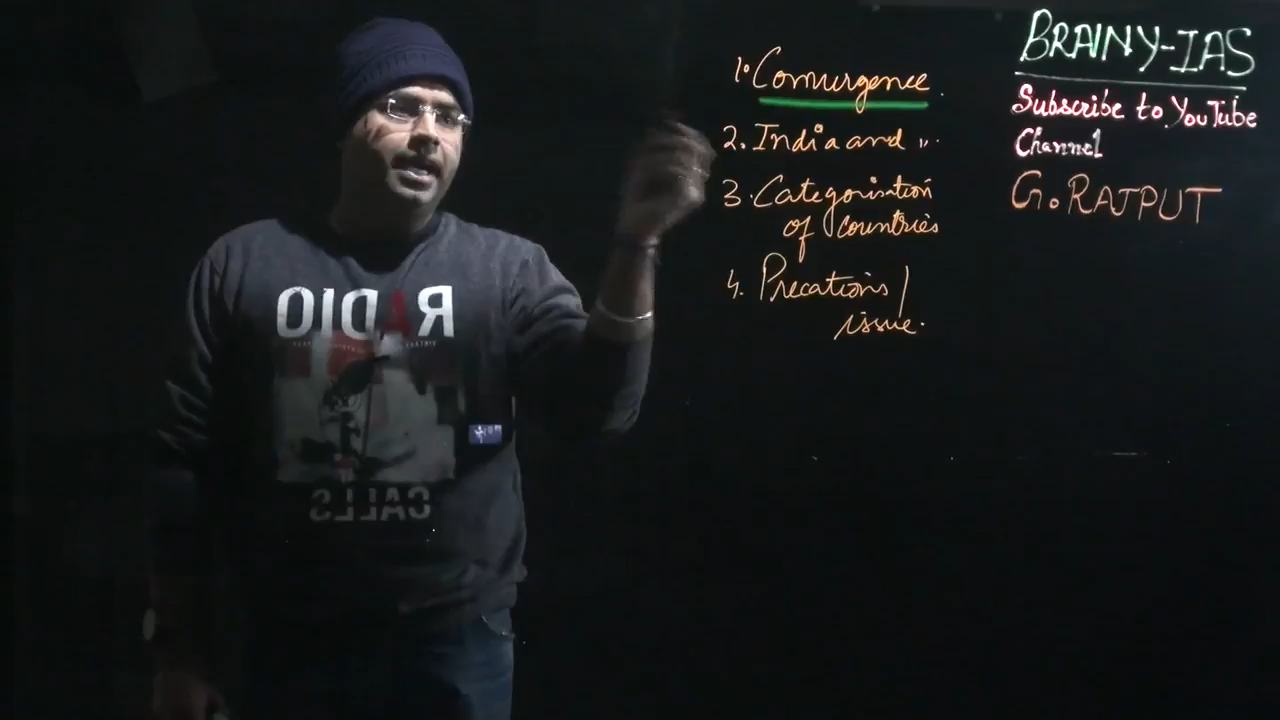 1. Convergence.
2. India and ".
3. Categorisation
of Countries
4. Precations /
issue.
BRAINY-IAS
Subscribe to YouTube
Channel
G. RAJPUT
RADIO
CALLS